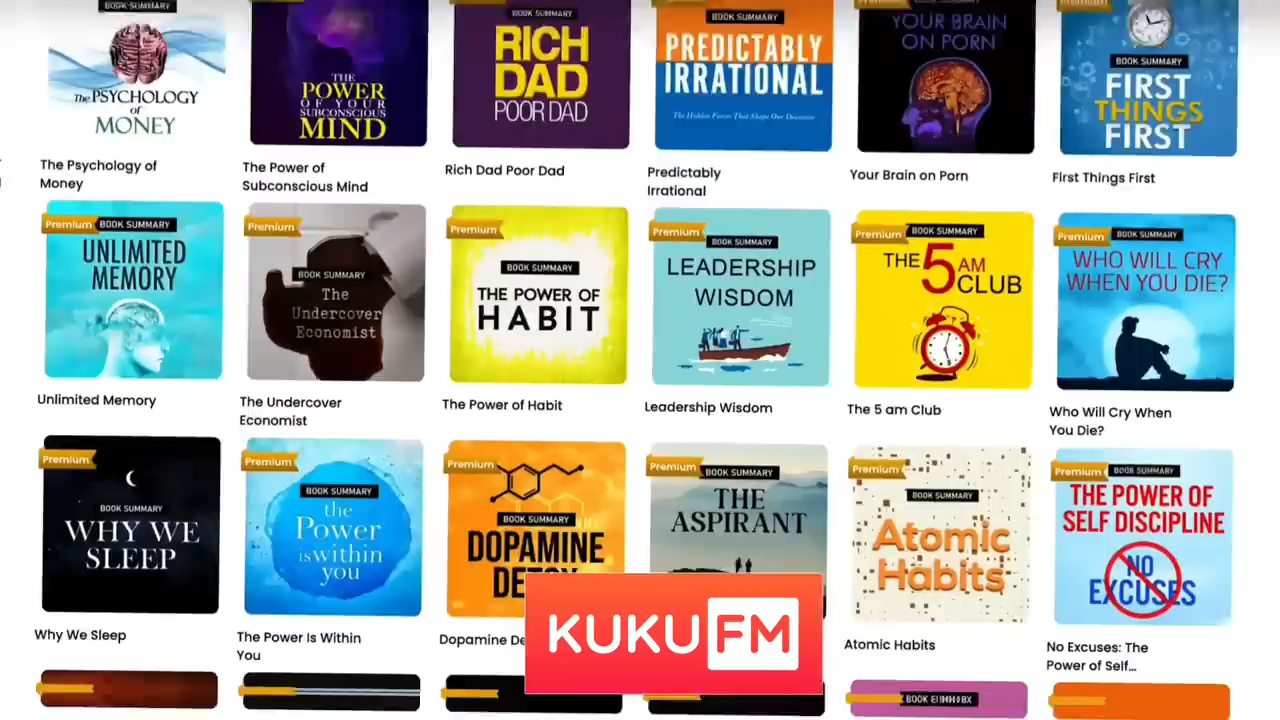 BOOK SUMMARY
The PSYCHOLOGY
of
MONEY
The Psychology of
Money
THE
POWER
OF YOUR
SUBCONSCIOUS
MIND
The Power of
Subconscious Mind
BOOK SUMMARY
RICH
DAD
POOR DAD
Rich Dad Poor Dad
Premium
BOOK SUMMARY
PREDICTABLY
IRRATIONAL
The Hidden Forces That Shape Our Decisions
Predictably
Irrational
YOUR BRAIN
ON PORN
Your Brain on Porn
Premium
BOOK SUMMARY
FIRST
THINGS
FIRST
First Things First
Premium
BOOK SUMMARY
UNLIMITED
MEMORY
Unlimited Memory
Premium
BOOK SUMMARY
The
Undercover
Economist
The Undercover
Economist
Premium
BOOK SUMMARY
THE POWER OF
HABIT
The Power of Habit
Premium
BOOK SUMMARY
LEADERSHIP
WISDOM
Leadership Wisdom
Premium
BOOK SUMMARY
THE 5 AM
CLUB
The 5 am Club
Premium
BOOK SUMMARY
WHO WILL CRY
WHEN YOU DIE?
Who Will Cry When
You Die?
Premium
BOOK SUMMARY
WHY WE
SLEEP
Why We Sleep
Premium
BOOK SUMMARY
the
Power
is within
you
The Power Is Within
You
Premium
BOOK SUMMARY
DOPAMINE
DETOX
Dopamine De
Premium
BOOK SUMMARY
THE
ASPIRANT
Premium
BOOK SUMMARY
Atomic
Habits
Atomic Habits
Premium
BOOK SUMMARY
THE POWER OF
SELF DISCIPLINE
NO
EXCUSES
No Excuses: The
Power of Self...
KUKU FM